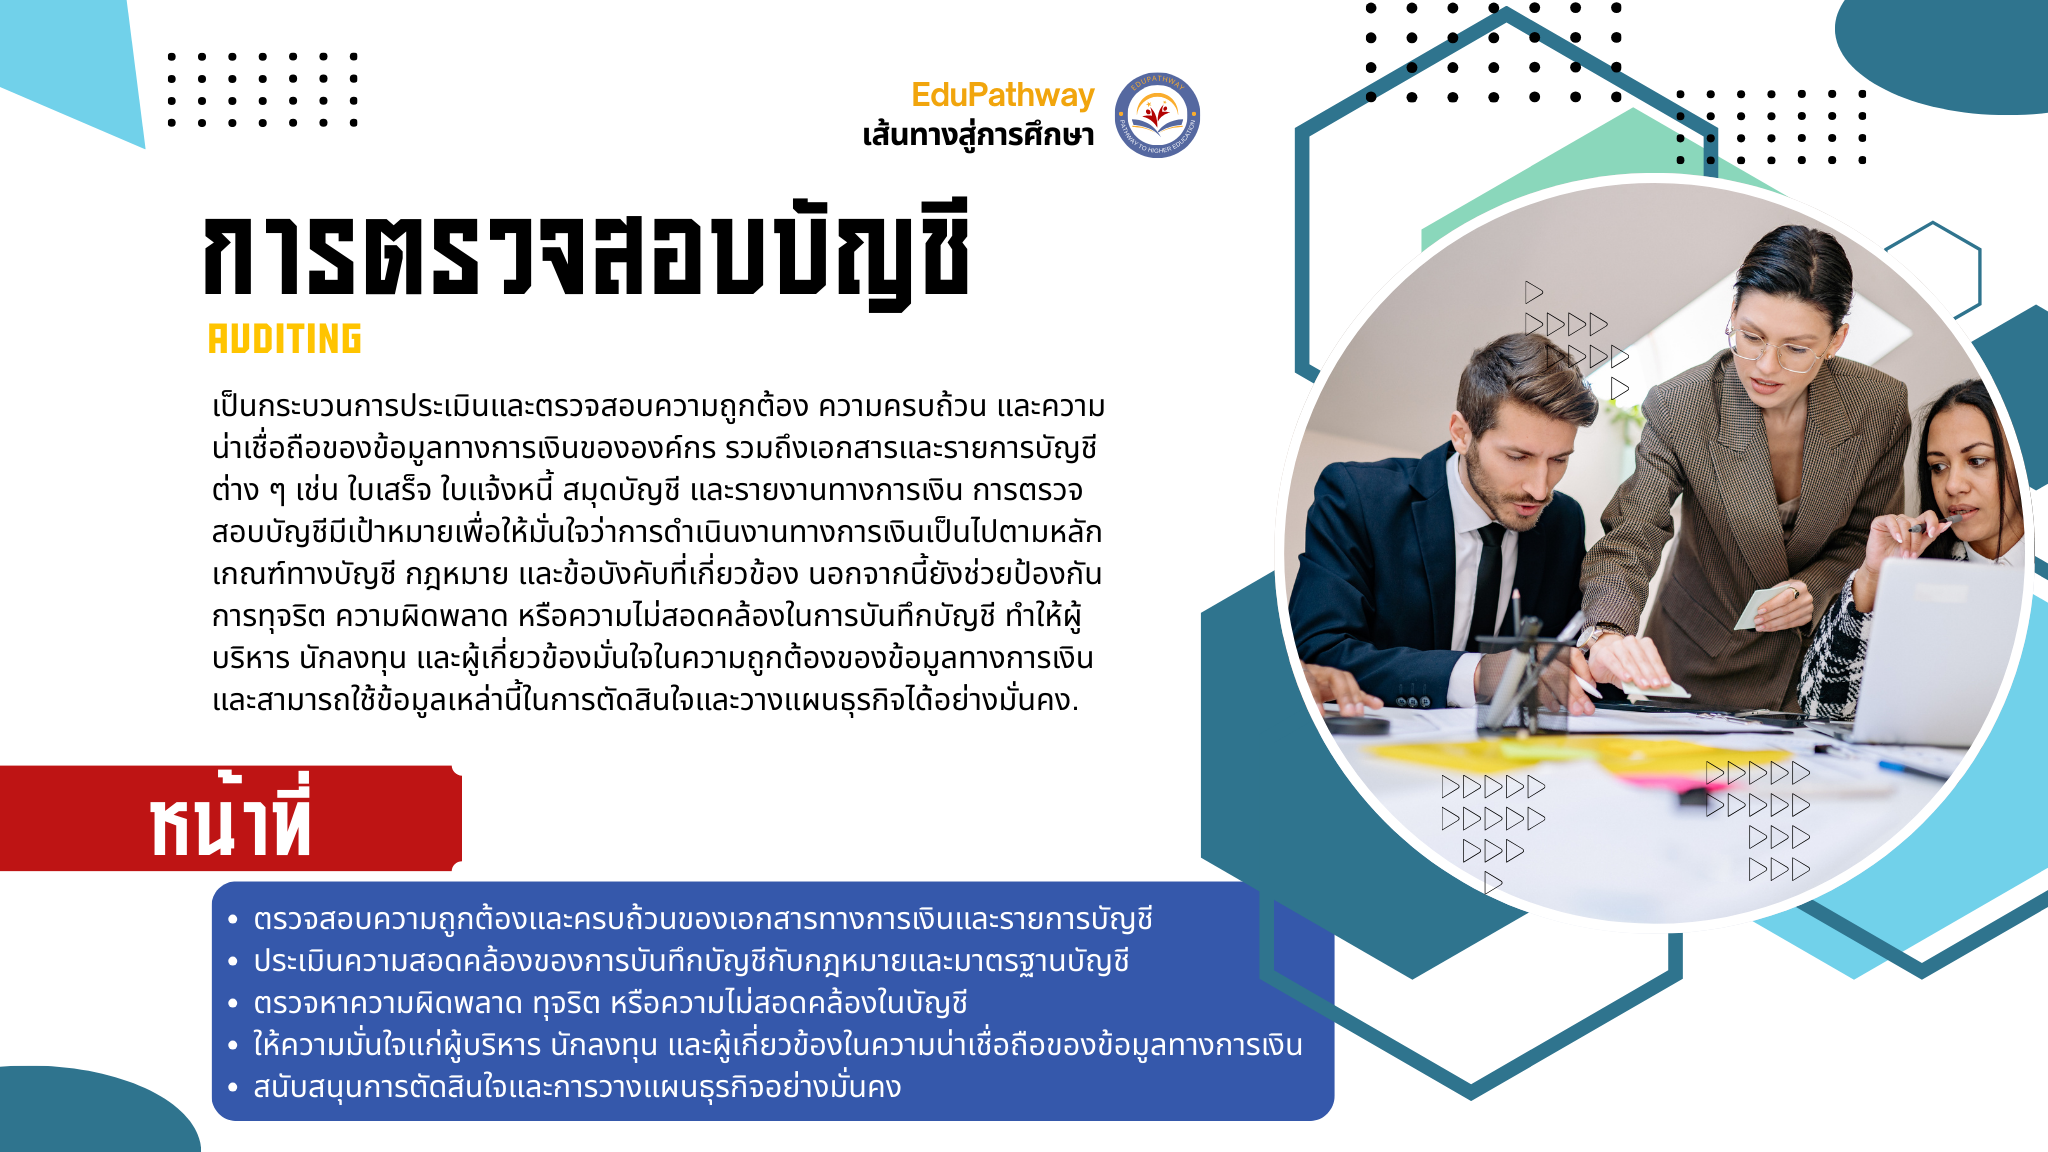 EduPathway
เส้นทางสู่การศึกษา
EDUPATHWAY
PATHWAY TO HIGHER EDUCATION
การตรวจสอบบัญชี
AUDITING
เป็นกระบวนการประเมินและตรวจสอบความถูกต้อง ความครบถ้วน และความ
น่าเชื่อถือของข้อมูลทางการเงินขององค์กร รวมถึงเอกสารและรายการบัญชี
ต่าง ๆ เช่น ใบเสร็จ ใบแจ้งหนี้ สมุดบัญชี และรายงานทางการเงิน การตรวจ
สอบบัญชีมีเป้าหมายเพื่อให้มั่นใจว่าการดำเนินงานทางการเงินเป็นไปตามหลัก
เกณฑ์ทางบัญชี กฎหมาย และข้อบังคับที่เกี่ยวข้อง นอกจากนี้ยังช่วยป้องกัน
การทุจริต ความผิดพลาด หรือความไม่สอดคล้องในการบันทึกบัญชี ทำให้ผู้
บริหาร นักลงทุน และผู้เกี่ยวข้องมั่นใจในความถูกต้องของข้อมูลทางการเงิน
และสามารถใช้ข้อมูลเหล่านี้ในการตัดสินใจและวางแผนธุรกิจได้อย่างมั่นคง.
หน้าที่
• ตรวจสอบความถูกต้องและครบถ้วนของเอกสารทางการเงินและรายการบัญชี
• ประเมินความสอดคล้องของการบันทึกบัญชีกับกฎหมายและมาตรฐานบัญชี
• ตรวจหาความผิดพลาด ทุจริต หรือความไม่สอดคล้องในบัญชี
• ให้ความมั่นใจแก่ผู้บริหาร นักลงทุน และผู้เกี่ยวข้องในความน่าเชื่อถือของข้อมูลทางการเงิน
• สนับสนุนการตัดสินใจและการวางแผนธุรกิจอย่างมั่นคง